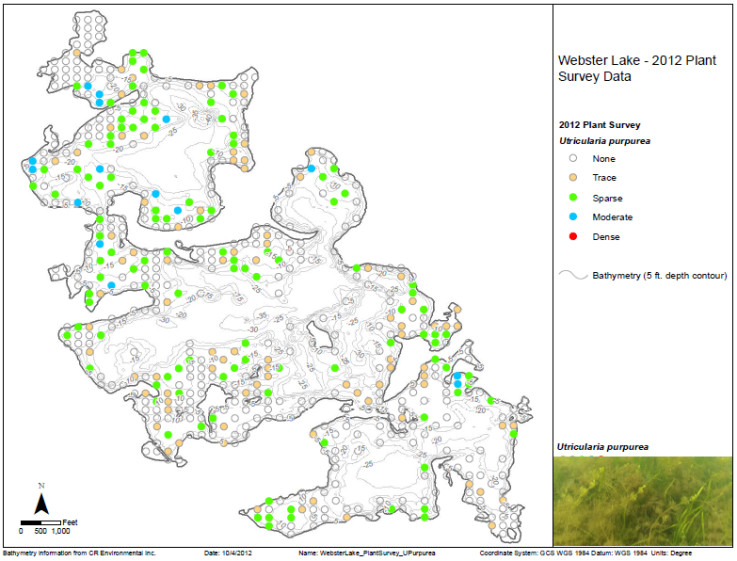 Webster Lake - 2012 Plant
Survey Data
2012 Plant Survey
Utricularia purpurea
None
Trace
Sparse
Moderate
Dense
Bathymetry (5 ft. depth contour)
Utricularia purpurea
N
Feet
0 500 1,000
Bathymetry information from CR Environmental Inc.
Date: 10/4/2012
Name: WebsterLake_PlantSurvey_UPurpurea
Coordinate System: GCS WGS 1984 Datum: WGS 1984 Units: Degree